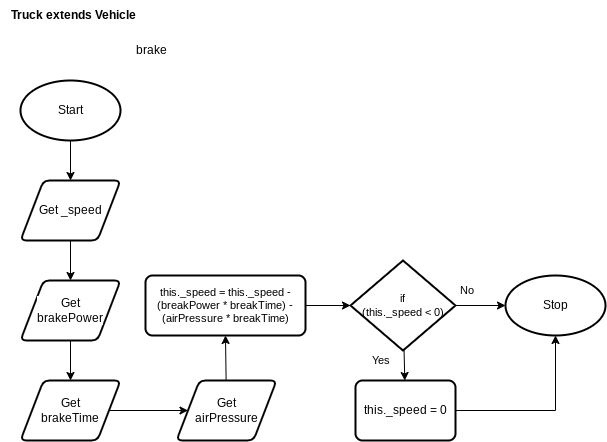 Truck extends Vehicle
brake
Start
Get _speed
Get
brakePower
Get
brakeTime
Get
airPressure
this._speed = this._speed -
(breakPower * breakTime) -
(airPressure * breakTime)
if
(this._speed < 0)
No
Stop
Yes
this._speed = 0